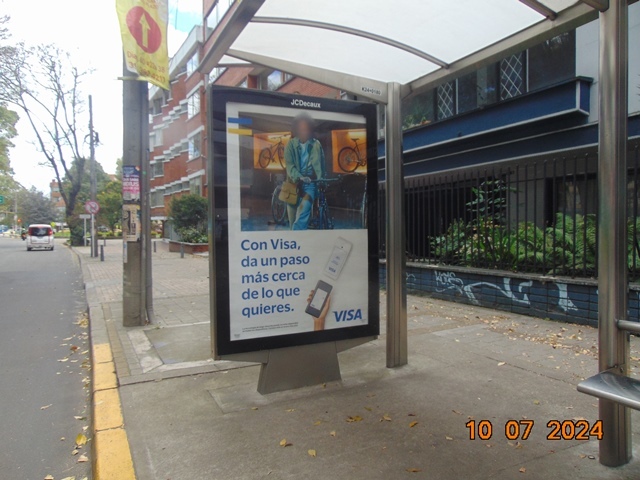 JCDecaux
Con Visa,
da un paso
más cerca
de lo que
quieres.
VISA
10 07 2024